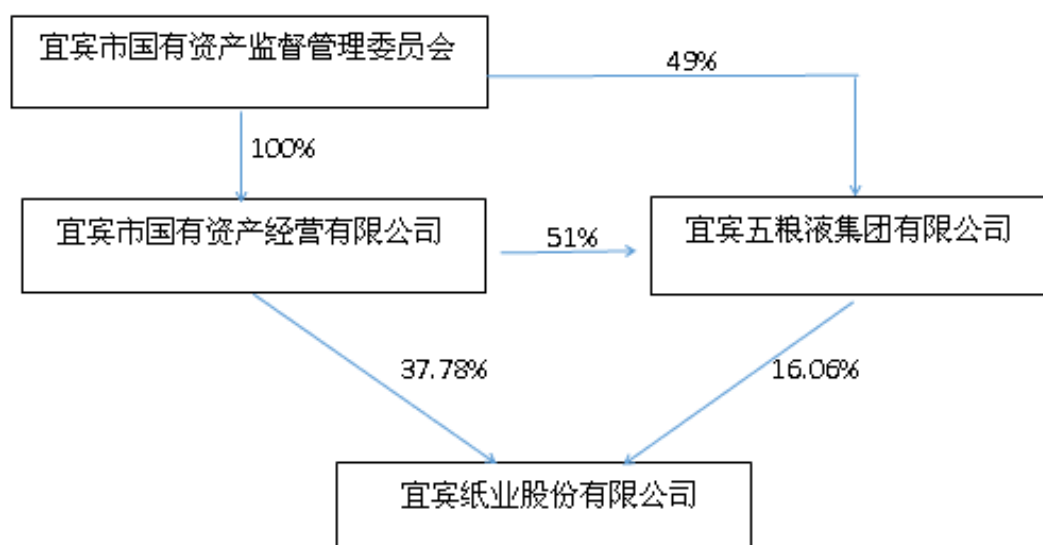 宜宾市国有资产监督管理委员会
49%
100%
宜宾市国有资产经营有限公司
51%
宜宾五粮液集团有限公司
37.78%
16.06%
宜宾纸业股份有限公司